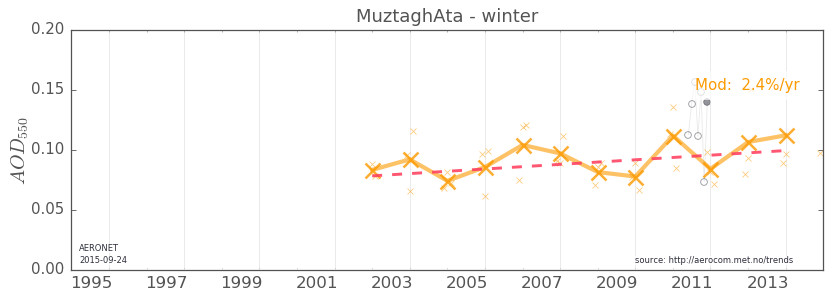 MuztaghAta - winter
0.20
0.15
0.10
0.05
0.00
AOD550
Mod: 2.4%/yr
AERONET
2015-09-24
source: http://aerocom.met.no/trends
1995 1997 1999 2001 2003 2005 2007 2009 2011 2013